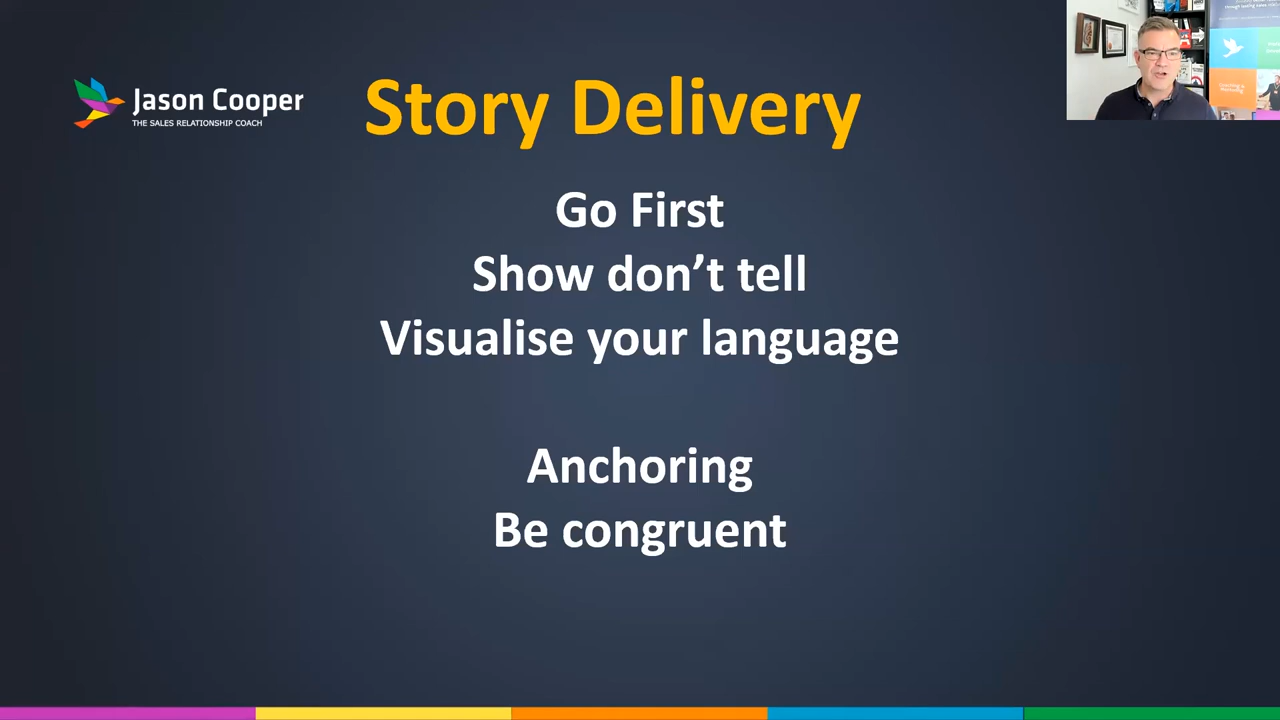 Jason Cooper
THE SALES RELATIONSHIP COACH
Story Delivery
Go First
Show don’t tell
Visualise your language
Anchoring
Be congruent